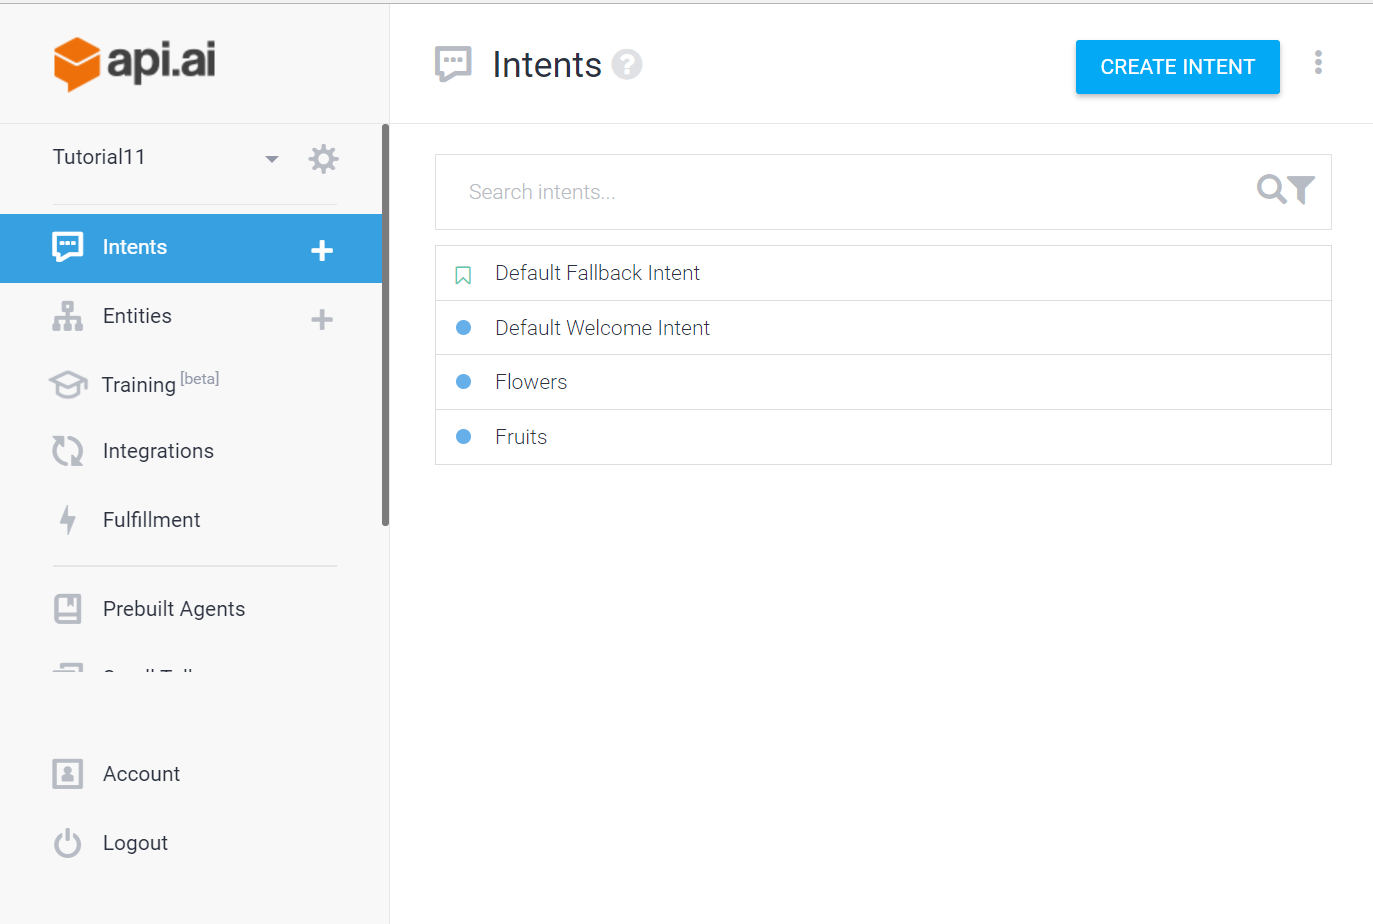 api.ai
Intents ?
CREATE INTENT
Tutorial11
Search intents...
Intents
Default Fallback Intent
Entities
Default Welcome Intent
Training [beta]
Flowers
Integrations
Fruits
Fulfillment
Prebuilt Agents
Account
Logout